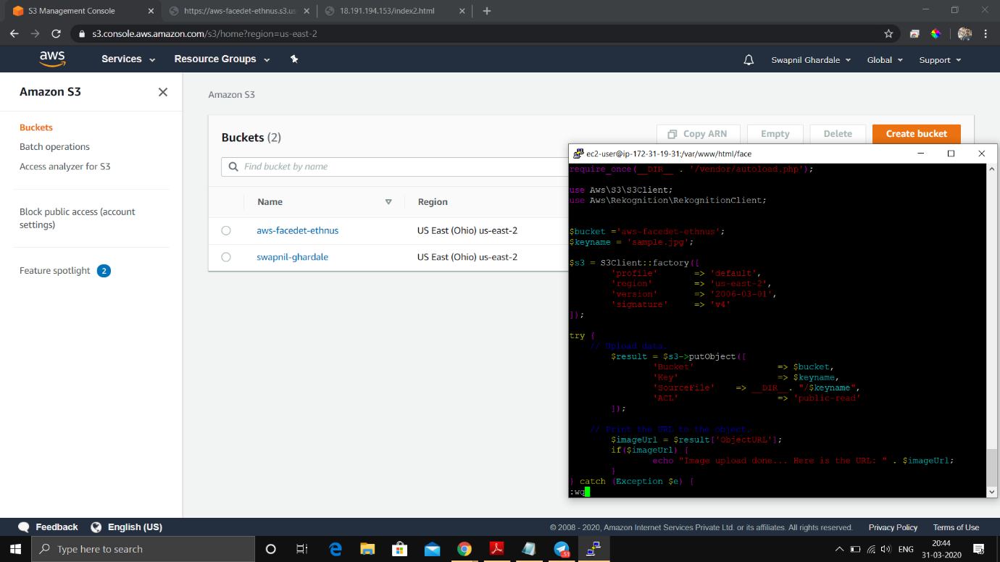 S3 Management Console
https://aws-facedet-ethnus.s3.us
18.191.194.153/index2.html
s3.console.aws.amazon.com/s3/home?region=us-east-2
aws Services Resource Groups Swapnil Ghardale Global Support
Amazon S3
Buckets
Batch operations
Access analyzer for S3
Block public access (account
settings)
Feature spotlight 2
Amazon S3
Buckets (2) Copy ARN Empty Delete Create bucket
Find bucket by name
Name Region
aws-facedet-ethnus US East (Ohio) us-east-2
swapnil-ghardale US East (Ohio) us-east-2
ec2-user@ip-172-31-19-31:/var/www/html/face
require_once(__DIR__ . '/vendor/autoload.php');
use Aws\S3\S3Client;
use Aws\Rekognition\RekognitionClient;
$bucket ='aws-facedet-ethnus';
$keyname = 'sample.jpg';
$s3 = S3Client::factory([
'profile' => 'default',
'region' => 'us-east-2',
'version' => '2006-03-01',
'signature' => 'v4'
]);
try {
// Upload data.
$result = $s3->putObject([
'Bucket' => $bucket,
'Key' => $keyname,
'SourceFile' => __DIR__. "/$keyname",
'ACL' => 'public-read'
]);
// Print the URL to the object.
$imageUrl = $result['ObjectURL'];
if($imageUrl) {
echo "Image upload done... Here is the URL: " . $imageUrl;
}
} catch (Exception $e) {
:wq
Feedback English (US) © 2008 - 2020, Amazon Internet Services Private Ltd. or its affiliates. All rights reserved. Privacy Policy Terms of Use
Type here to search
51
ENG
20:44
31-03-2020